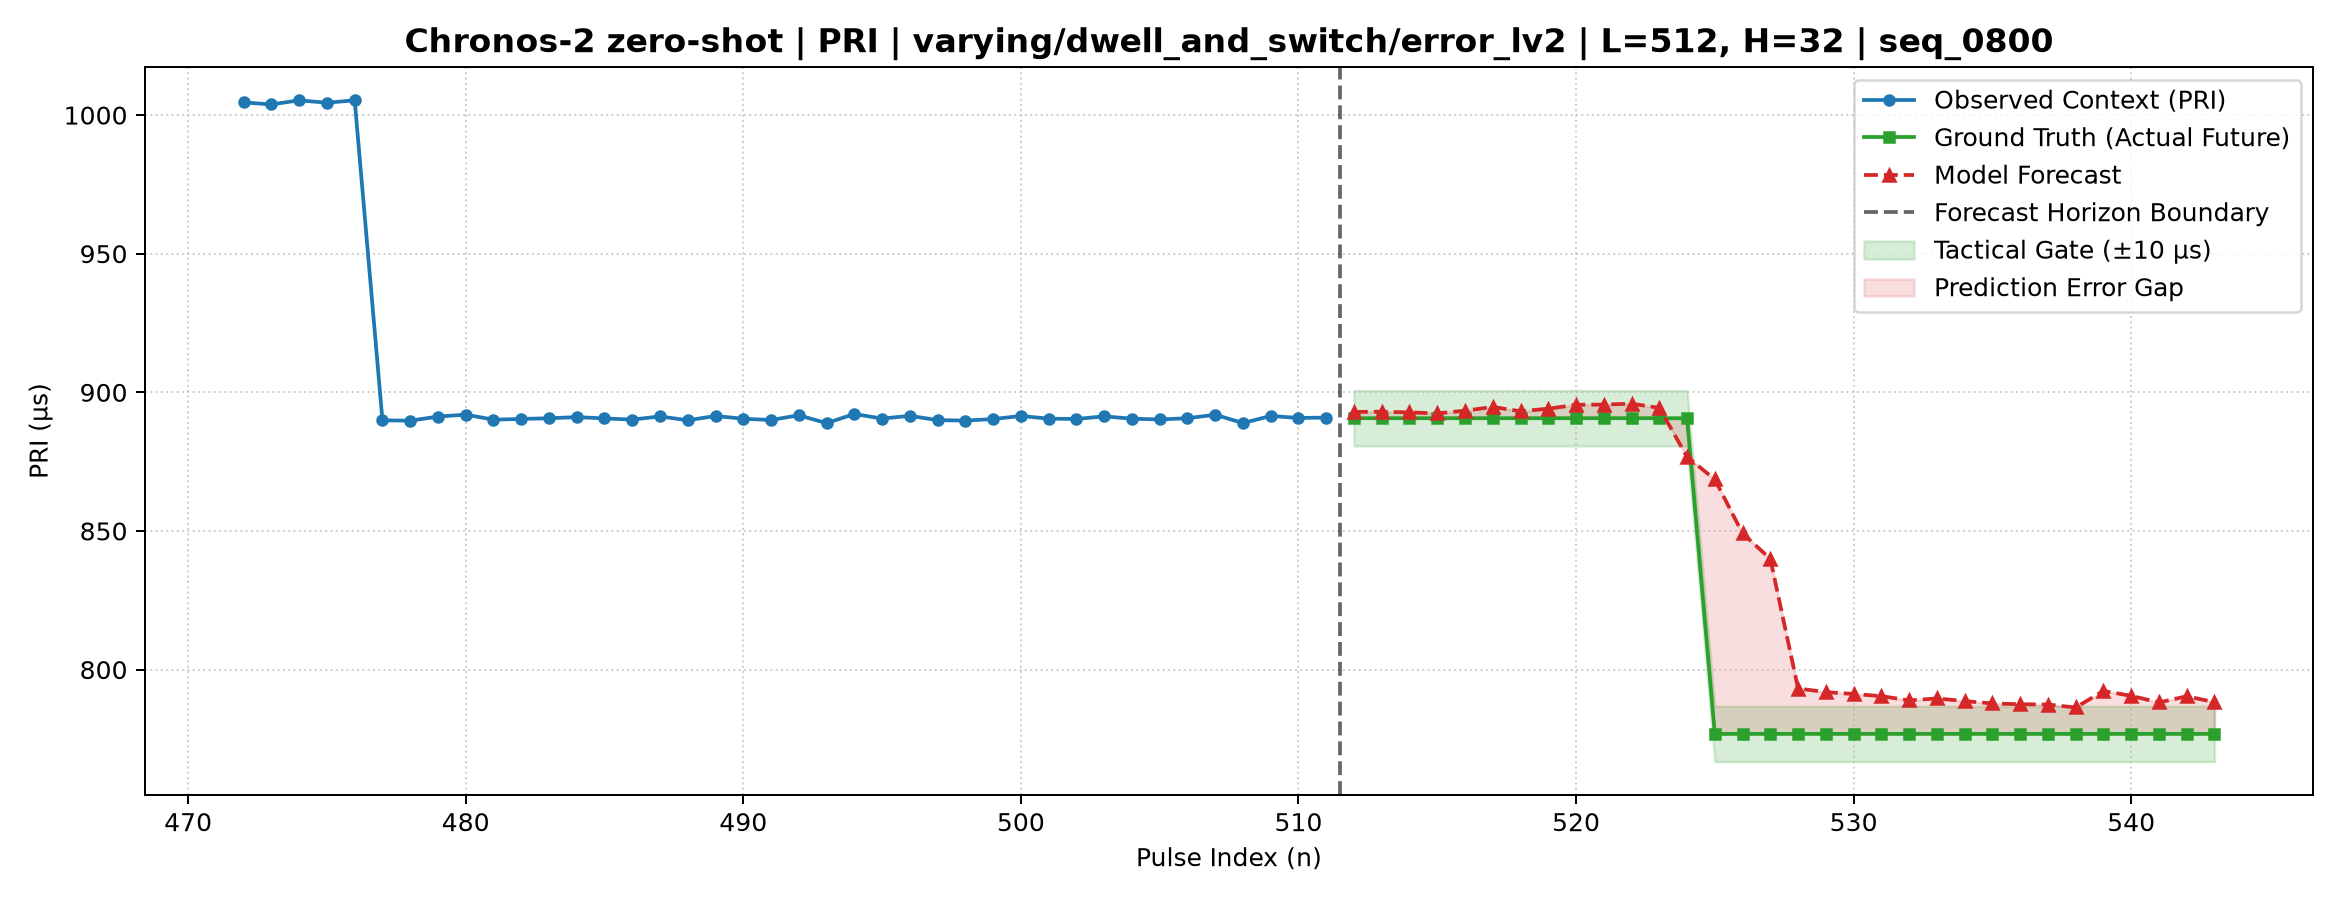 Chronos-2 zero-shot | PRI | varying/dwell_and_switch/error_lv2 | L=512, H=32 | seq_0800
PRI (µs)
1000
950
900
850
800
Observed Context (PRI)
Ground Truth (Actual Future)
Model Forecast
Forecast Horizon Boundary
Tactical Gate (±10 µs)
Prediction Error Gap
470 480 490 500 510 520 530 540
Pulse Index (n)